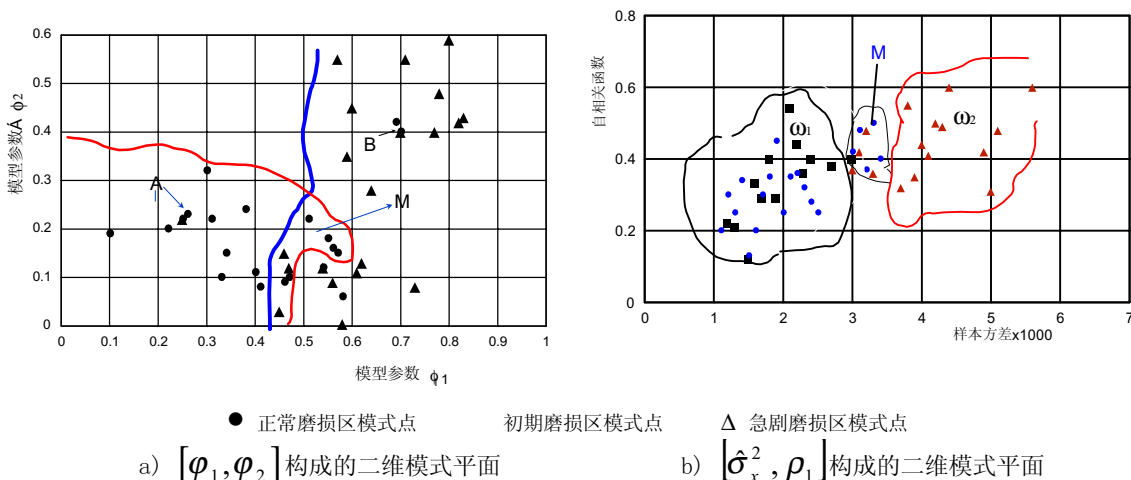 0.6
0.5
0.4
0.3
0.2
0.1
0
模型参数Á ϕ2
A
B
M
0 0.1 0.2 0.3 0.4 0.5 0.6 0.7 0.8 0.9 1
模型参数 ϕ1
0.8
0.6
0.4
0.2
0
自相关函数
M
ω1
ω2
0 1 2 3 4 5 6 7
样本方差x1000
● 正常磨损区模式点 初期磨损区模式点 Δ 急剧磨损区模式点
a) [φ1,φ2]构成的二维模式平面
b) [σ̂x2,ρ1]构成的二维模式平面